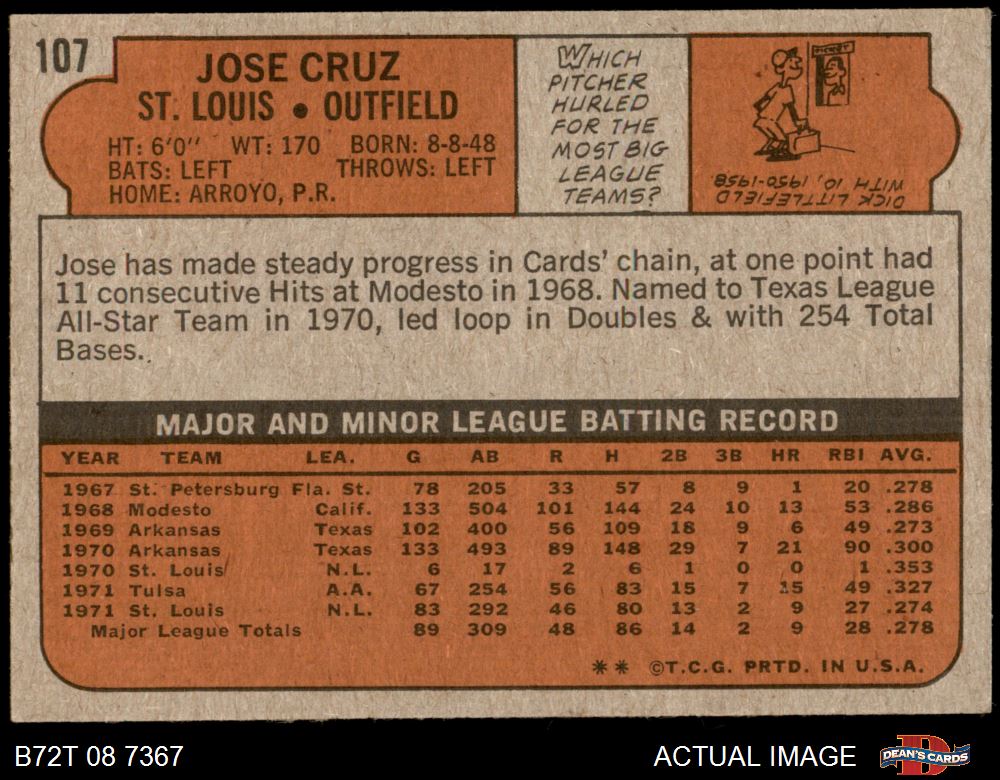 107
JOSE CRUZ
ST. LOUIS • OUTFIELD
HT: 6'0" WT: 170 BORN: 8-8-48
BATS: LEFT THROWS: LEFT
HOME: ARROYO, P.R.
WHICH
PITCHER
HURLED
FOR THE
MOST BIG
LEAGUE
TEAMS?
TICKET
DICK LITTLEFIELD
WITH 10, 1950-1958
Jose has made steady progress in Cards' chain, at one point had
11 consecutive Hits at Modesto in 1968. Named to Texas League
All-Star Team in 1970, led loop in Doubles & with 254 Total
Bases.
MAJOR AND MINOR LEAGUE BATTING RECORD
YEAR TEAM LEA. G AB R H 2B 3B HR RBI AVG.
1967 St. Petersburg Fla. St. 78 205 33 57 8 9 1 20 .278
1968 Modesto Calif. 133 504 101 144 24 10 13 53 .286
1969 Arkansas Texas 102 400 56 109 18 9 6 49 .273
1970 Arkansas Texas 133 493 89 148 29 7 21 90 .300
1970 St. Louis N.L. 6 17 2 6 1 0 0 1 .353
1971 Tulsa A.A. 67 254 56 83 15 7 15 49 .327
1971 St. Louis N.L. 83 292 46 80 13 2 9 27 .274
Major League Totals 89 309 48 86 14 2 9 28 .278
** ©T.C.G. PRTD. IN U.S.A.
B72T 08 7367
ACTUAL IMAGE
D
DEAN'S CARDS